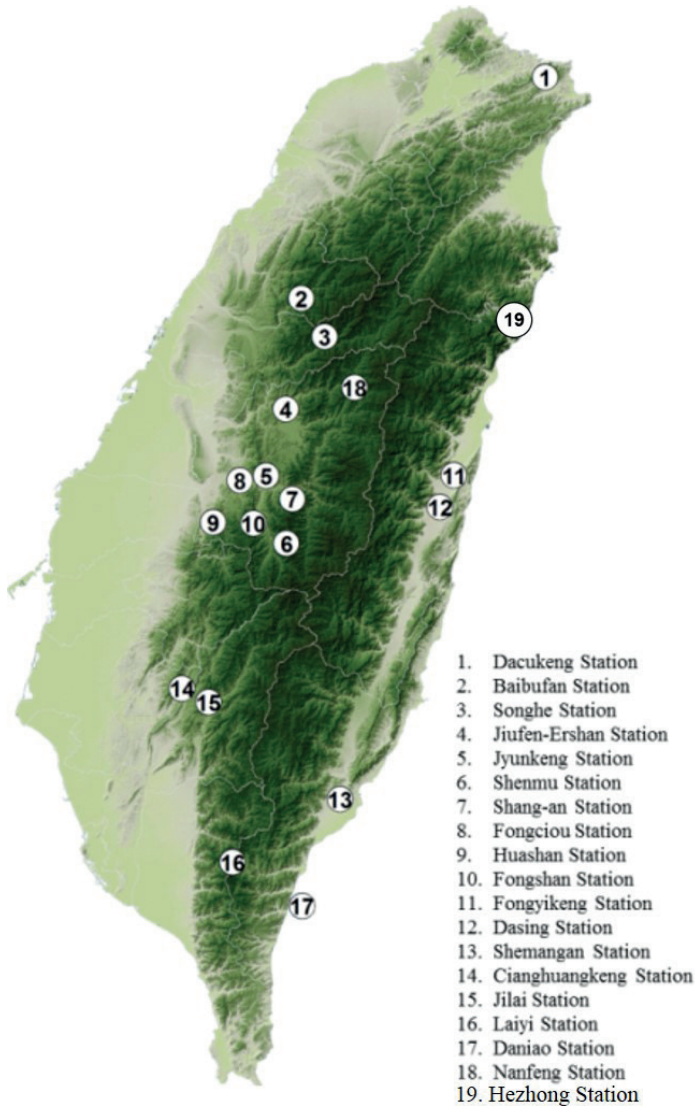 1
2
19
3
18
4
5
8
11
7
12
9
10
6
14
15
13
16
17
1. Dacukeng Station
2. Baibufan Station
3. Songhe Station
4. Jiufen-Ershan Station
5. Jyunkeng Station
6. Shenmu Station
7. Shang-an Station
8. Fongciou Station
9. Huashan Station
10. Fongshan Station
11. Fongyikeng Station
12. Dasing Station
13. Shemangan Station
14. Cianghuangkeng Station
15. Jilai Station
16. Laiyi Station
17. Daniao Station
18. Nanfeng Station
19. Hezhong Station